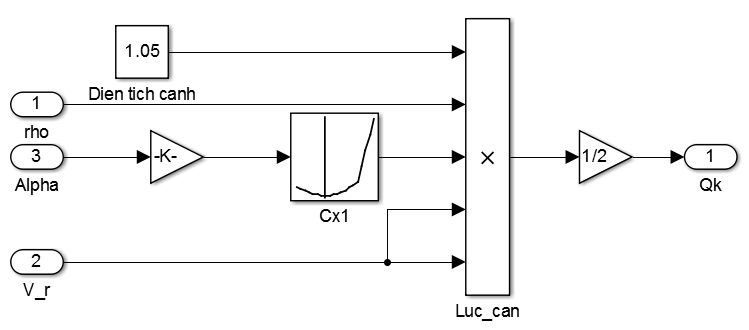 1.05
Dien tich canh
1
rho
3
Alpha
-K-
Cx1
2
V_r
×
Luc_can
1/2
1
Qk